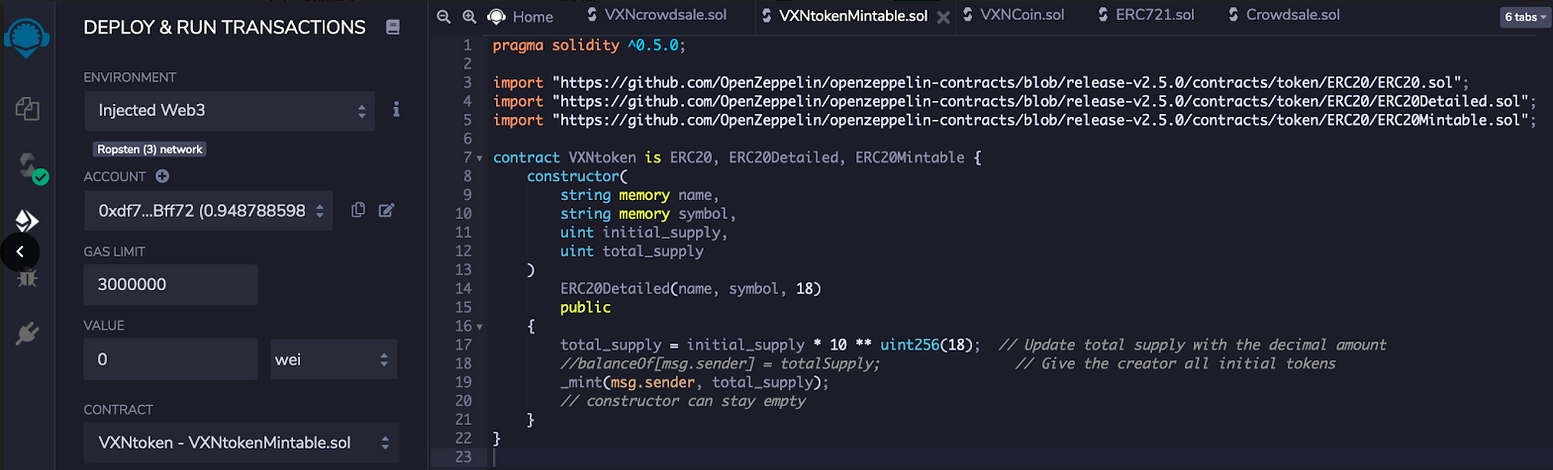 DEPLOY & RUN TRANSACTIONS
ENVIRONMENT
Injected Web3
Ropsten (3) network
ACCOUNT
0xdf7...Bff72 (0.948788598
GAS LIMIT
3000000
VALUE
0
wei
CONTRACT
VXNtoken - VXNtokenMintable.sol
Home
VXNcrowdsale.sol
VXNtokenMintable.sol
VXNCoin.sol
ERC721.sol
Crowdsale.sol
6 tabs
1 pragma solidity ^0.5.0;
2
3 import "https://github.com/OpenZeppelin/openzeppelin-contracts/blob/release-v2.5.0/contracts/token/ERC20/ERC20.sol";
4 import "https://github.com/OpenZeppelin/openzeppelin-contracts/blob/release-v2.5.0/contracts/token/ERC20/ERC20Detailed.sol";
5 import "https://github.com/OpenZeppelin/openzeppelin-contracts/blob/release-v2.5.0/contracts/token/ERC20/ERC20Mintable.sol";
6
7 contract VXNtoken is ERC20, ERC20Detailed, ERC20Mintable {
8 constructor(
9 string memory name,
10 string memory symbol,
11 uint initial_supply,
12 uint total_supply
13 )
14 ERC20Detailed(name, symbol, 18)
15 public
16 {
17 total_supply = initial_supply * 10 ** uint256(18); // Update total supply with the decimal amount
18 //balanceOf[msg.sender] = totalSupply; // Give the creator all initial tokens
19 _mint(msg.sender, total_supply);
20 // constructor can stay empty
21 }
22 }
23